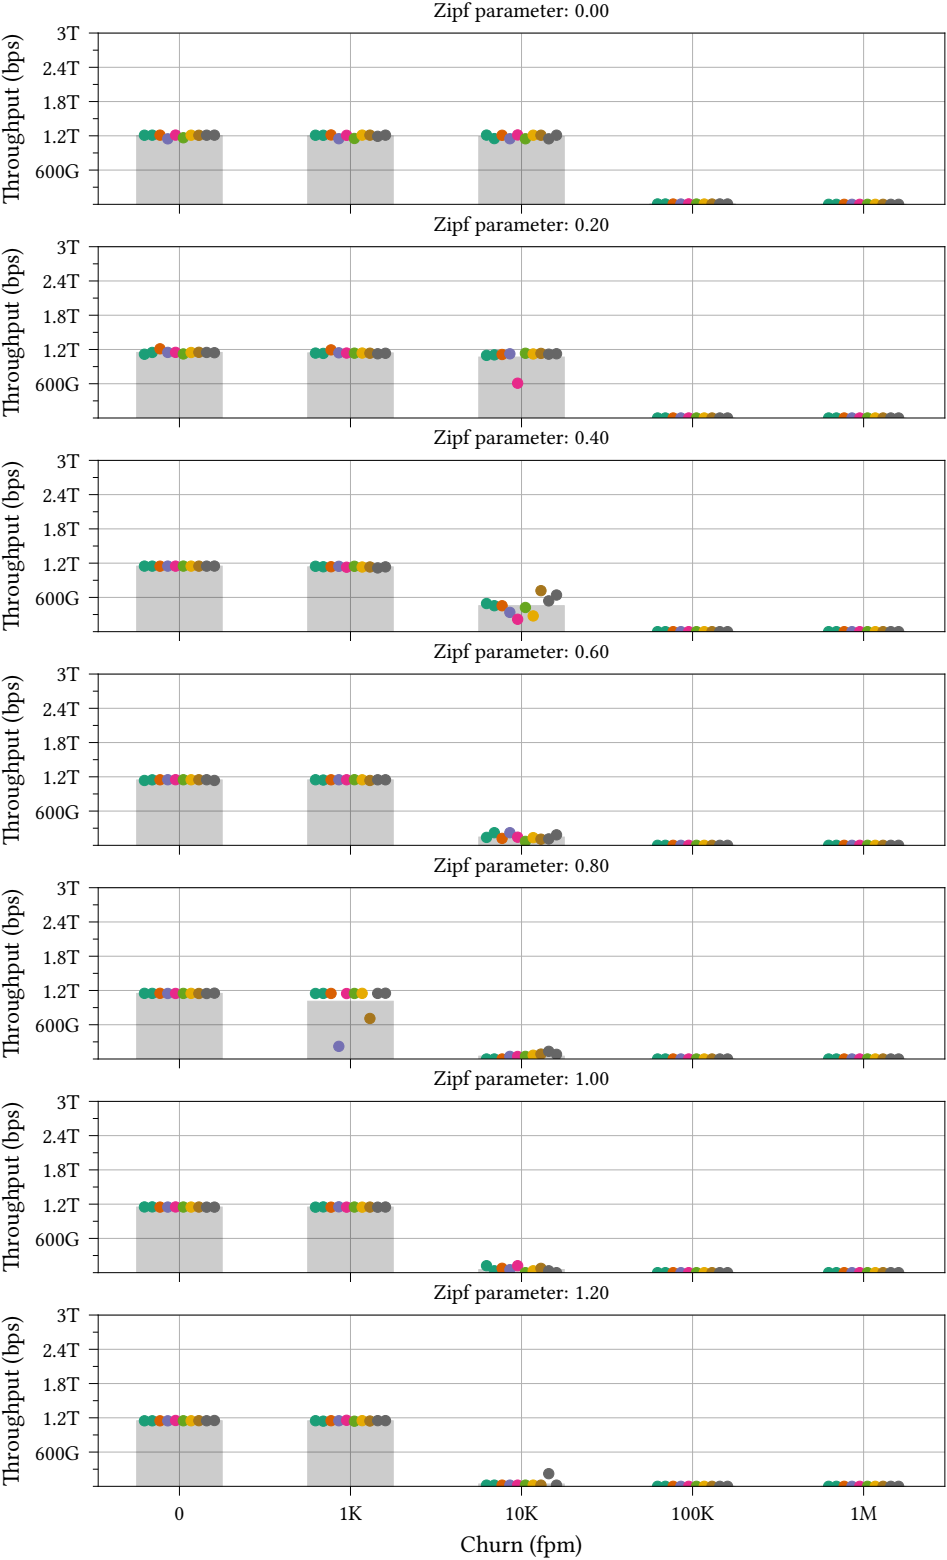 Zipf parameter: 0.00
Throughput (bps)
3T
2.4T
1.8T
1.2T
600G
Zipf parameter: 0.20
Throughput (bps)
3T
2.4T
1.8T
1.2T
600G
Zipf parameter: 0.40
Throughput (bps)
3T
2.4T
1.8T
1.2T
600G
Zipf parameter: 0.60
Throughput (bps)
3T
2.4T
1.8T
1.2T
600G
Zipf parameter: 0.80
Throughput (bps)
3T
2.4T
1.8T
1.2T
600G
Zipf parameter: 1.00
Throughput (bps)
3T
2.4T
1.8T
1.2T
600G
Zipf parameter: 1.20
Throughput (bps)
3T
2.4T
1.8T
1.2T
600G
0 1K 10K 100K 1M
Churn (fpm)